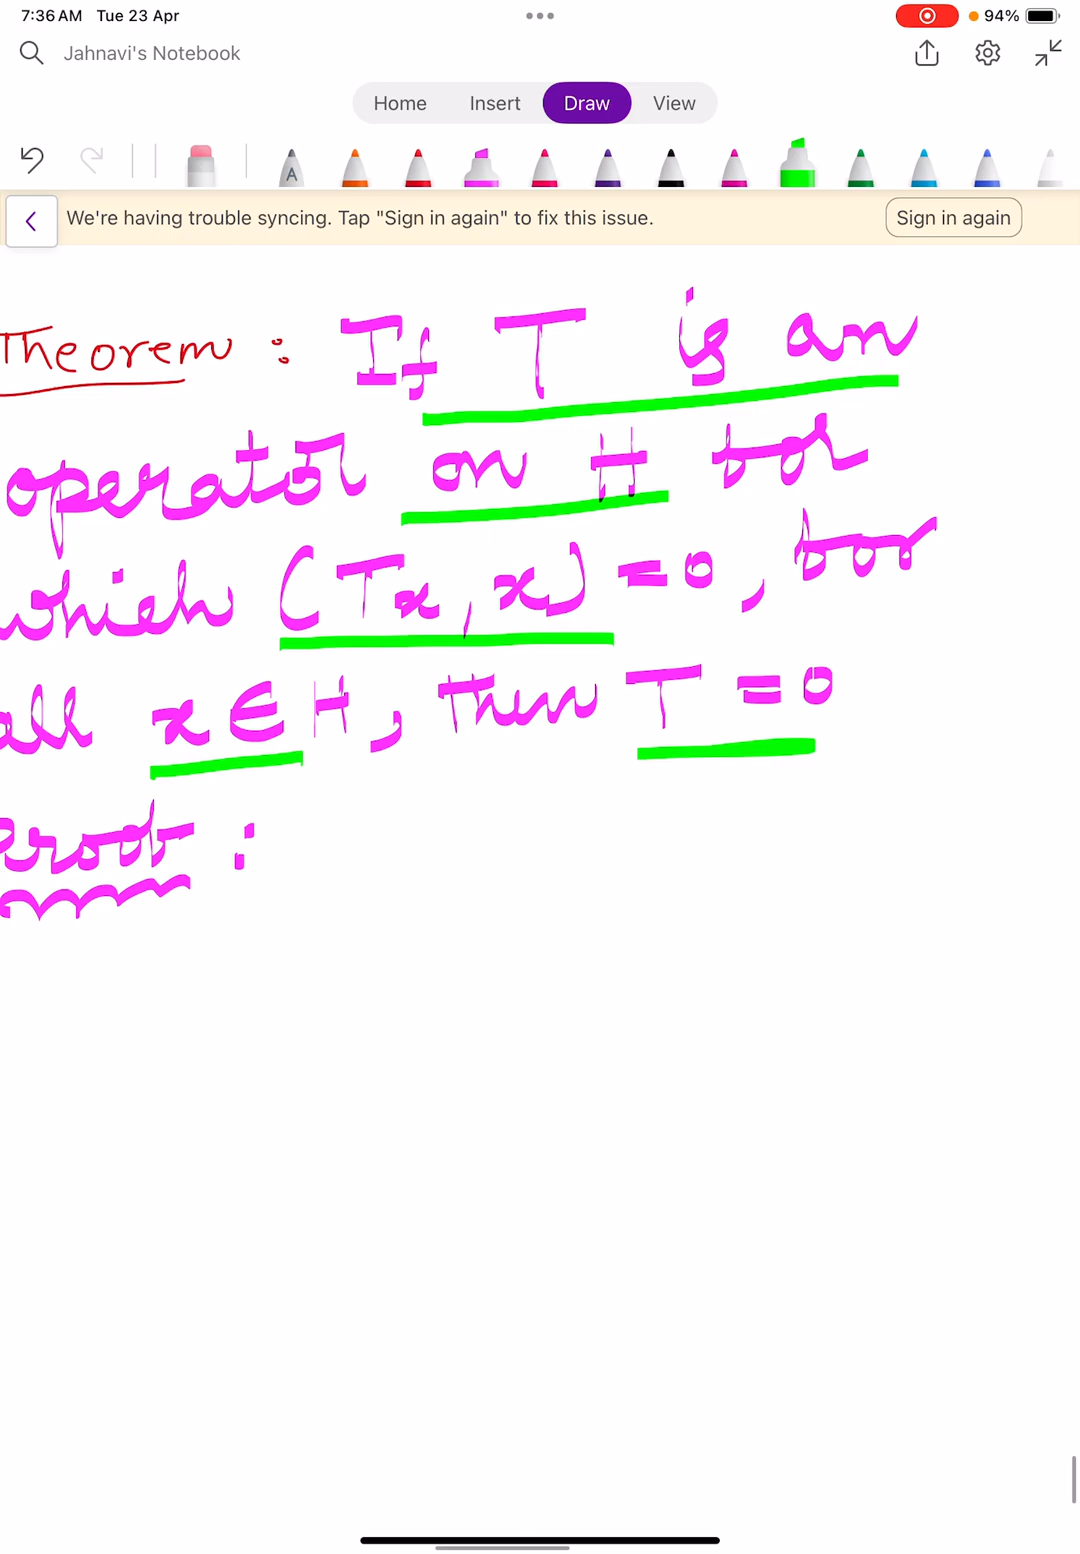 7:36 AM Tue 23 Apr
94%
Jahnavi's Notebook
Home Insert Draw View
A
We're having trouble syncing. Tap "Sign in again" to fix this issue.
Sign in again
Theorem : If T is an
operator on H for
which (Tx, x) = 0, for
all x ∈ H, then T = 0
Proof :